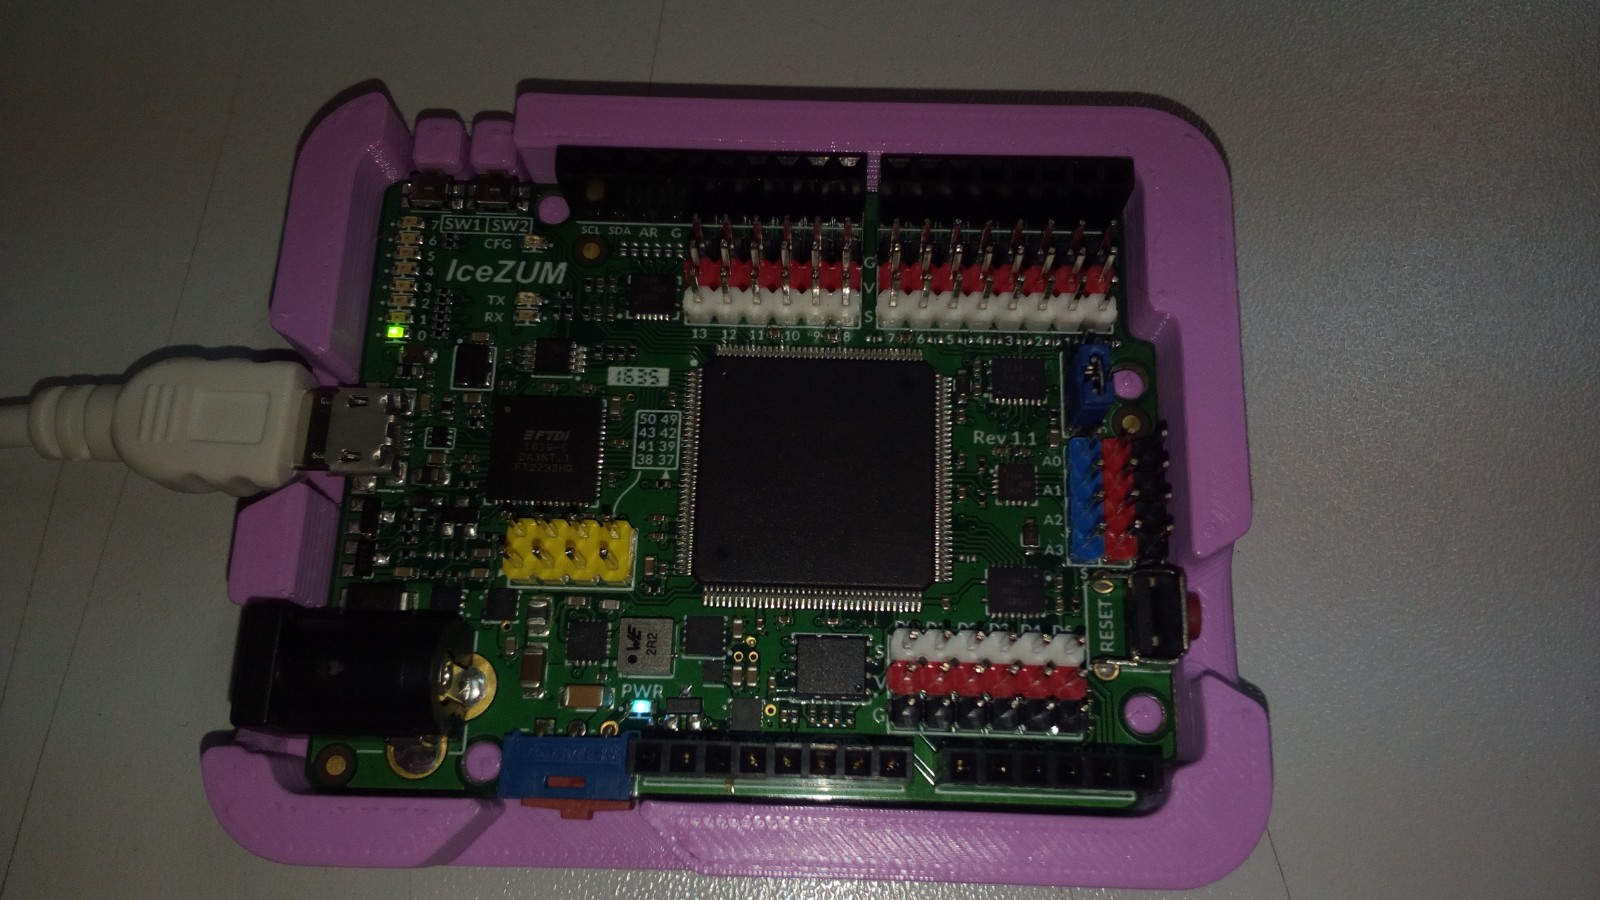 7 SW1 SW2
6
5
4
3
2
1
0
CFG
IceZUM
TX
RX
SCL SDA AR G
G
V
S
13 12 11 10 9 8 7 6 5 4 3 2
1635
50 49
43 42
41 39
38 37
FTDI
FT2232HQ
Rev 1.1
A0
A1
A2
A3
RESET
WE
2R2
PWR
S
V
G